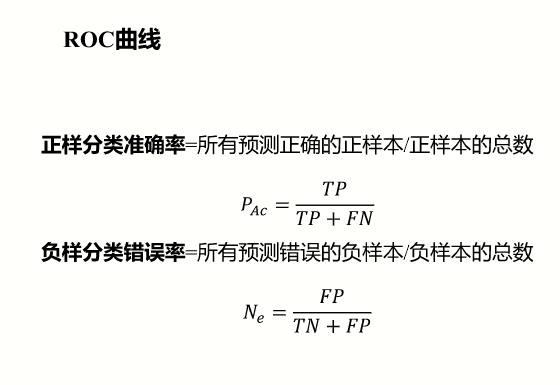 ROC曲线
正样分类准确率=所有预测正确的正样本/正样本的总数
P_{Ac} = \frac{TP}{TP + FN}
负样分类错误率=所有预测错误的负样本/负样本的总数
N_e = \frac{FP}{TN + FP}